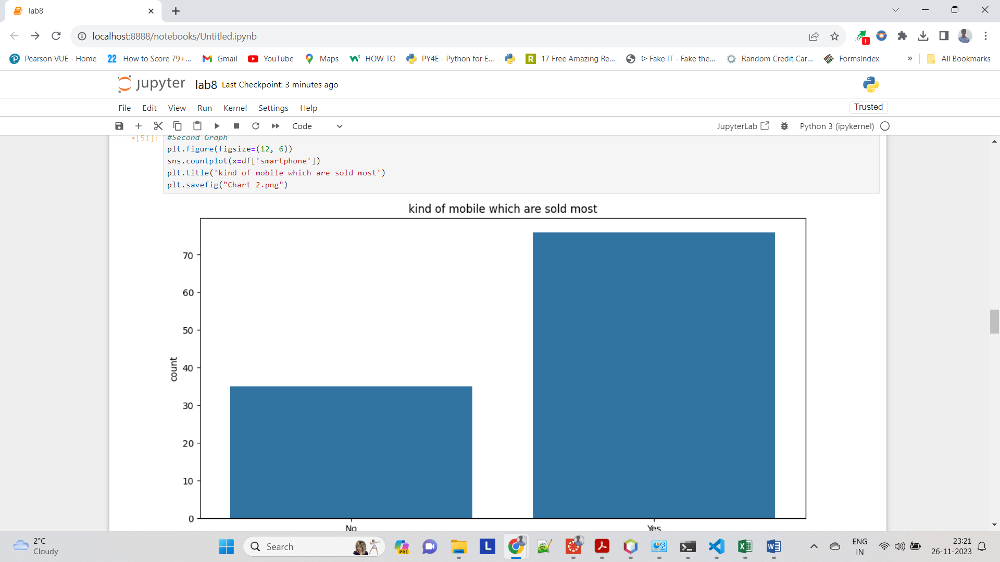 lab8
localhost:8888/notebooks/Untitled.ipynb
Pearson VUE - Home
22 How to Score 79+...
Gmail
YouTube
Maps
HOW TO
PY4E - Python for E...
R 17 Free Amazing Re...
ᐅ Fake IT - Fake the...
Random Credit Car...
FormsIndex
»
All Bookmarks
jupyter lab8 Last Checkpoint: 3 minutes ago
File Edit View Run Kernel Settings Help
Trusted
Code
JupyterLab
Python 3 (ipykernel)
•[51]: #Second Graph
plt.figure(figsize=(12, 6))
sns.countplot(x=df['smartphone'])
plt.title('kind of mobile which are sold most')
plt.savefig("Chart 2.png")
kind of mobile which are sold most
70
60
50
40
30
20
10
0
count
No
Yes
2°C
Cloudy
Search
PRE
L
ENG
IN
23:21
26-11-2023